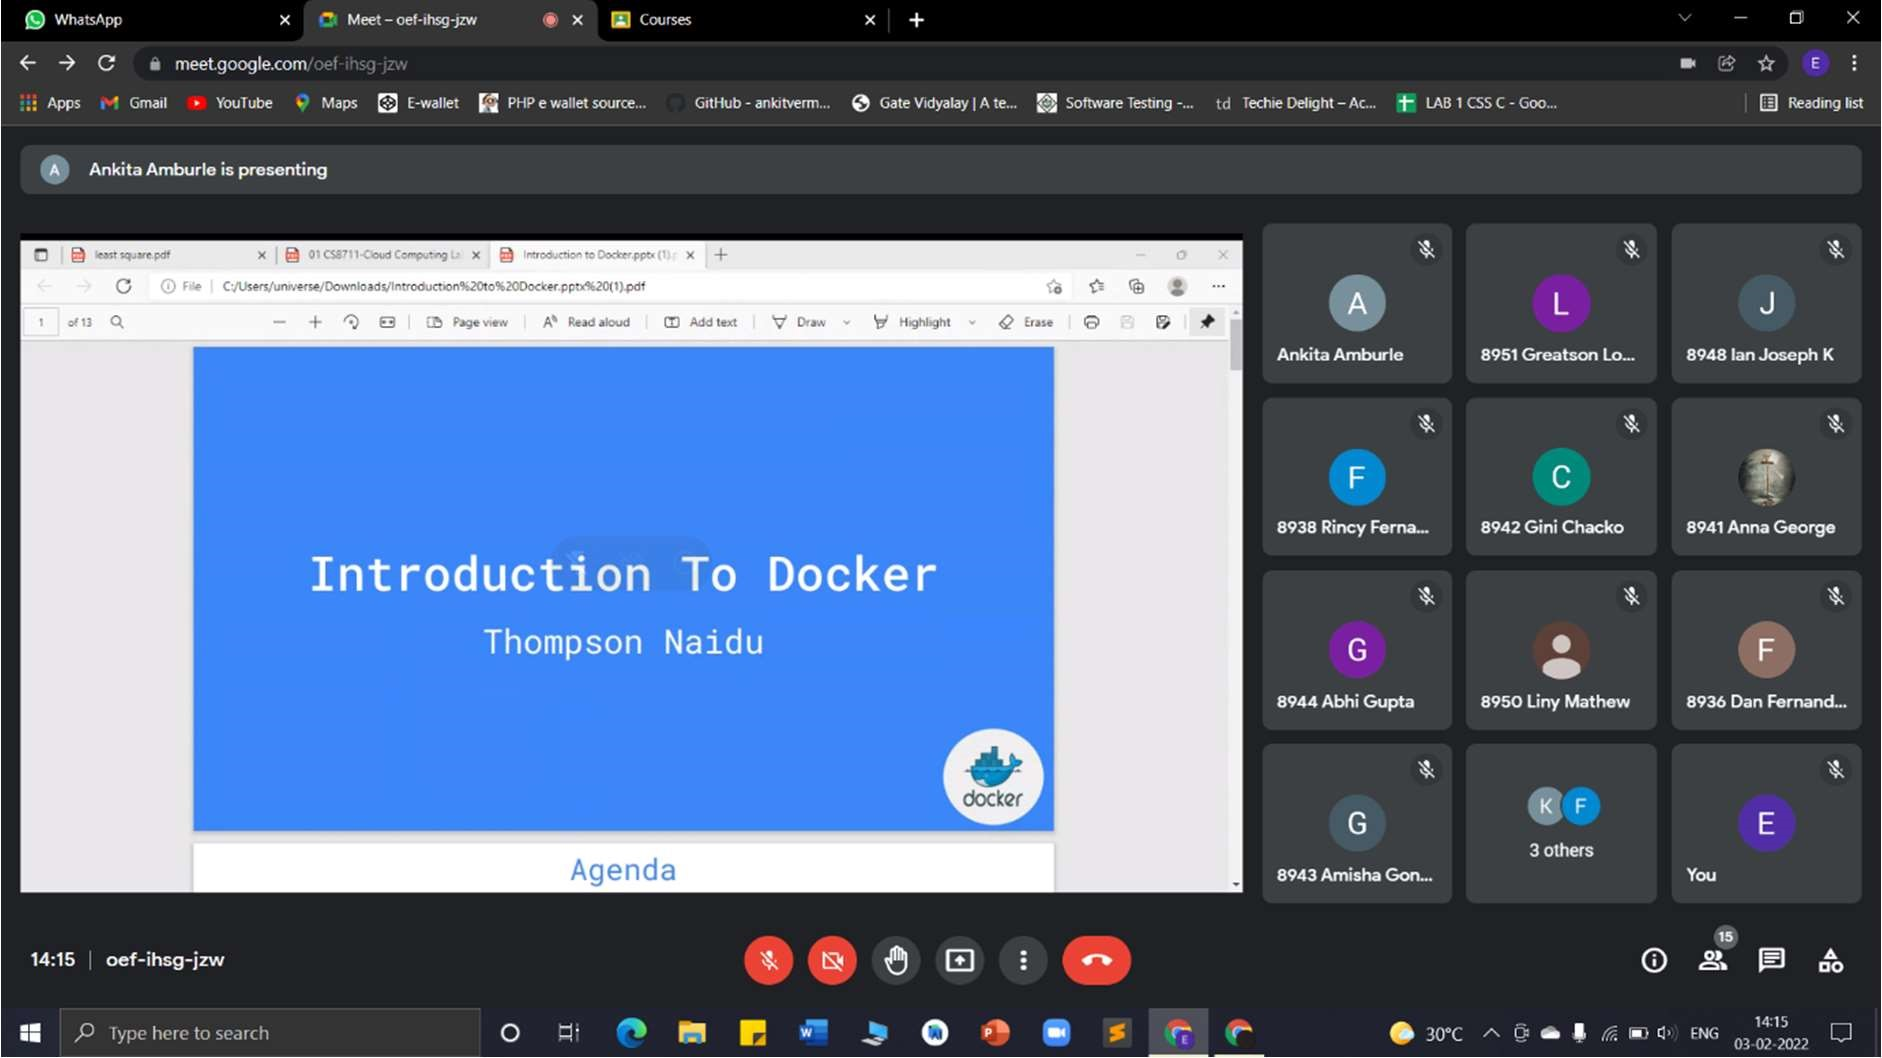 WhatsApp
Meet – oef-ihsg-jzw
Courses
meet.google.com/oef-ihsg-jzw
E
Apps
Gmail
YouTube
Maps
E-wallet
PHP e wallet source...
GitHub - ankitverm...
Gate Vidyalay | A te...
Software Testing -...
td Techie Delight – Ac...
LAB 1 CSS C - Goo...
Reading list
A Ankita Amburle is presenting
least square.pdf
01 CS8711-Cloud Computing La
Introduction to Docker.pptx (1).p
File C:/Users/universe/Downloads/Introduction%20to%20Docker.pptx%20(1).pdf
1 of 13
Page view
Read aloud
Add text
Draw
Highlight
Erase
Introduction To Docker
Thompson Naidu
docker
Agenda
A
Ankita Amburle
L
8951 Greatson Lo...
J
8948 Ian Joseph K
F
8938 Rincy Ferna...
C
8942 Gini Chacko
8941 Anna George
G
8944 Abhi Gupta
8950 Liny Mathew
F
8936 Dan Fernand...
G
8943 Amisha Gon...
K F
3 others
E
You
14:15 | oef-ihsg-jzw
15
Type here to search
30°C
ENG
14:15
03-02-2022